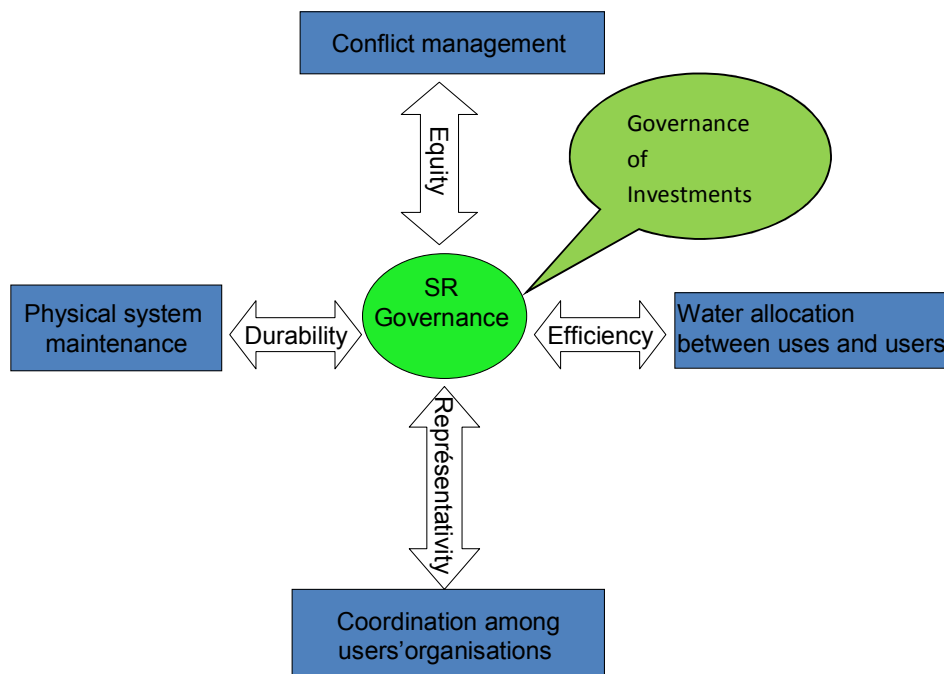 Conflict management
Equity
Governance
of
Investments
SR
Governance
Physical system
maintenance
Durability
Efficiency
Water allocation
between uses and users
Représentativity
Coordination among
users'organisations